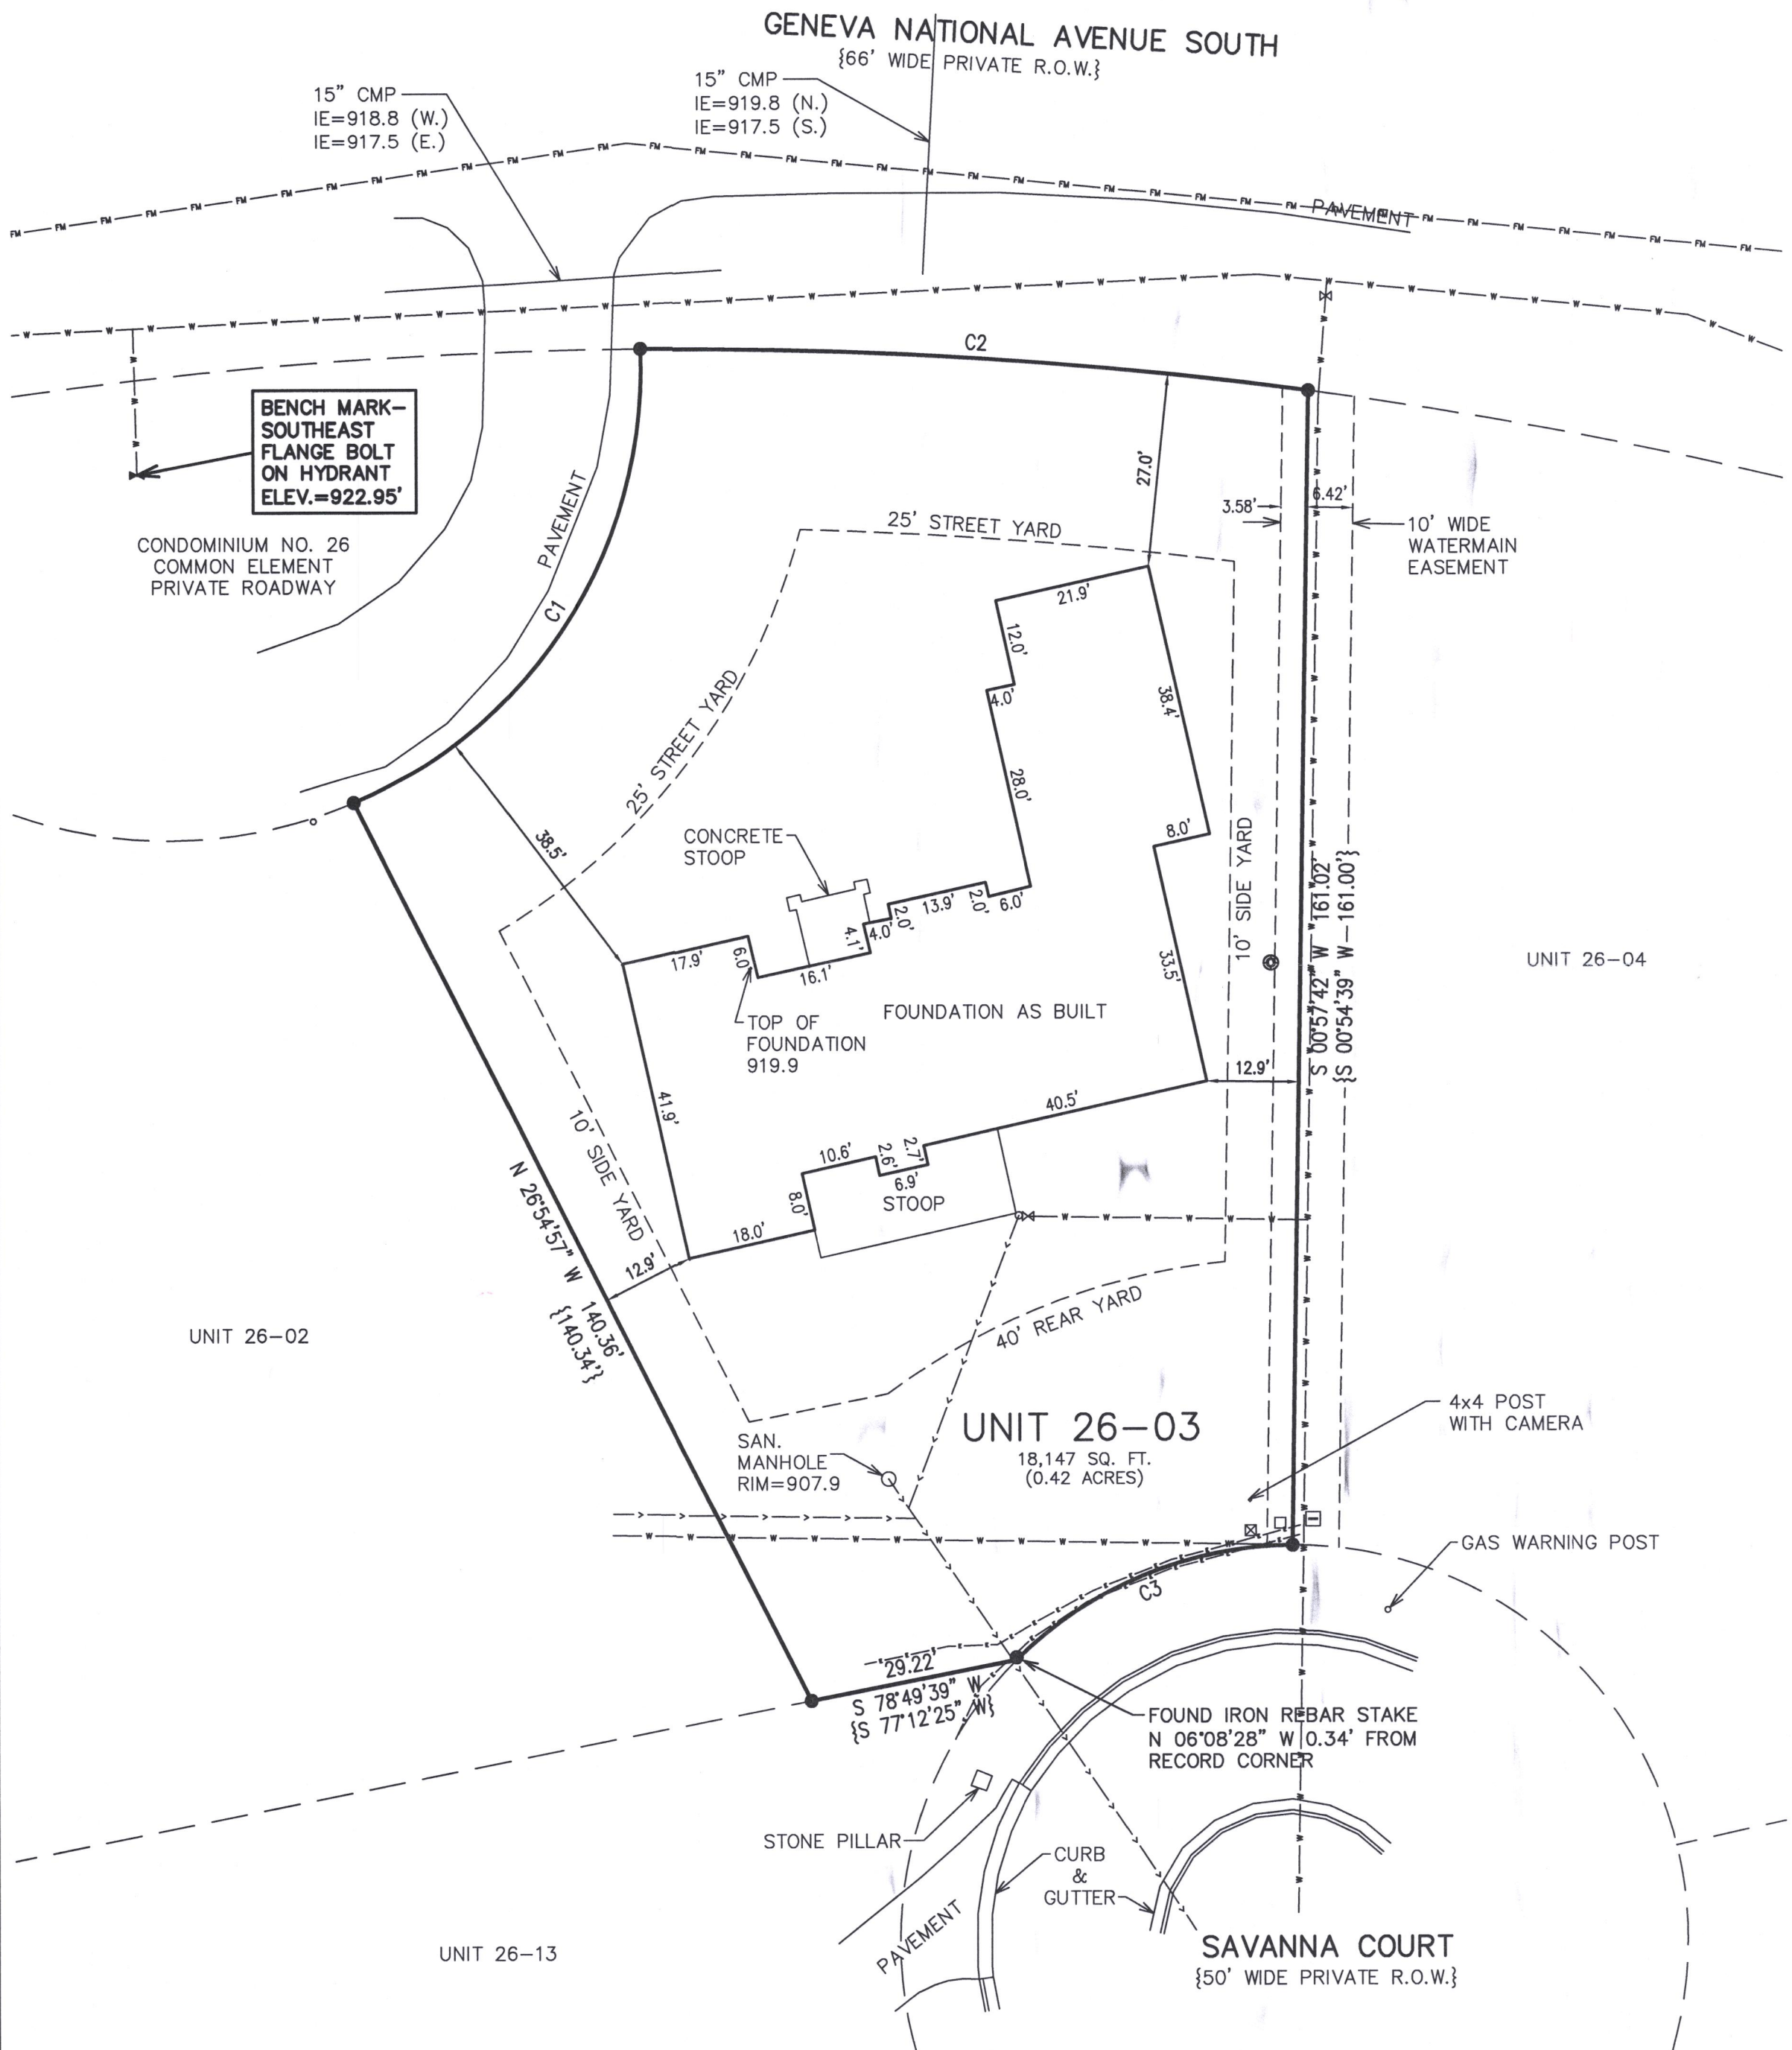 GENEVA NATIONAL AVENUE SOUTH
{66' WIDE PRIVATE R.O.W.}
15" CMP
IE=918.8 (W.)
IE=917.5 (E.)
15" CMP
IE=919.8 (N.)
IE=917.5 (S.)
PAVEMENT
C2
BENCH MARK-
SOUTHEAST
FLANGE BOLT
ON HYDRANT
ELEV.=922.95'
CONDOMINIUM NO. 26
COMMON ELEMENT
PRIVATE ROADWAY
PAVEMENT
C1
27.0'
3.58'
6.42'
10' WIDE
WATERMAIN
EASEMENT
25' STREET YARD
25' STREET YARD
21.9'
12.0'
4.0'
38.4'
28.0'
8.0'
38.5'
CONCRETE
STOOP
13.9'
2.0'
6.0'
2.0'
4.0'
4.1'
17.9'
6.0'
16.1'
33.5'
10' SIDE YARD
S 00°57'42" W 161.02'
{S 00°54'39" W 161.00'}
UNIT 26-04
TOP OF
FOUNDATION
919.9
FOUNDATION AS BUILT
12.9'
40.5'
41.9'
10' SIDE YARD
10.6'
2.6'
2.7'
6.9'
8.0'
STOOP
18.0'
12.9'
N 26°54'57" W 140.36'
{140.34'}
UNIT 26-02
40' REAR YARD
UNIT 26-03
18,147 SQ. FT.
(0.42 ACRES)
4x4 POST
WITH CAMERA
SAN.
MANHOLE
RIM=907.9
GAS WARNING POST
C3
29.22'
S 78°49'39" W
{S 77°12'25" W}
FOUND IRON REBAR STAKE
N 06°08'28" W 0.34' FROM
RECORD CORNER
STONE PILLAR
CURB
&
GUTTER
PAVEMENT
UNIT 26-13
SAVANNA COURT
{50' WIDE PRIVATE R.O.W.}